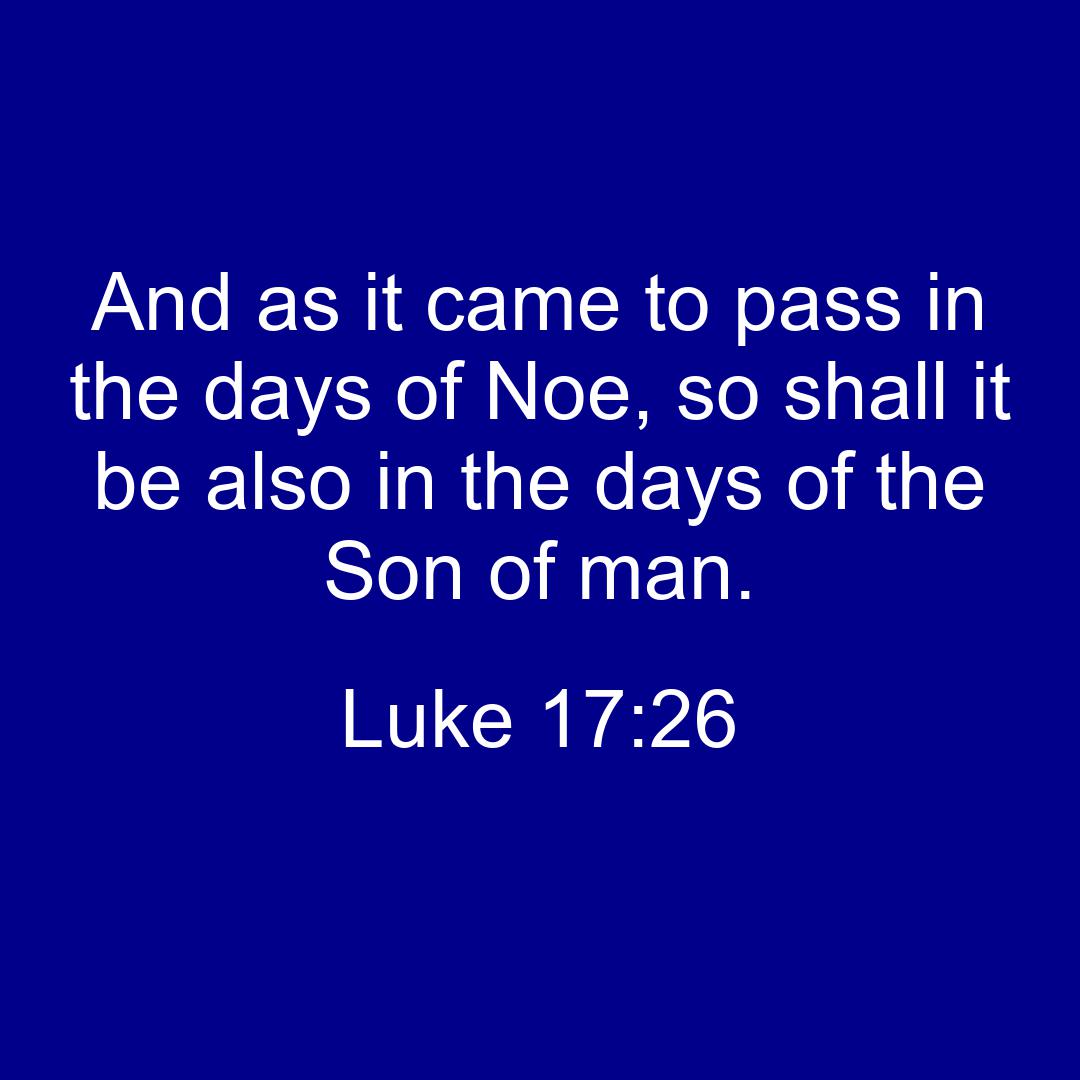 And as it came to pass in
the days of Noe, so shall it
be also in the days of the
Son of man.
Luke 17:26